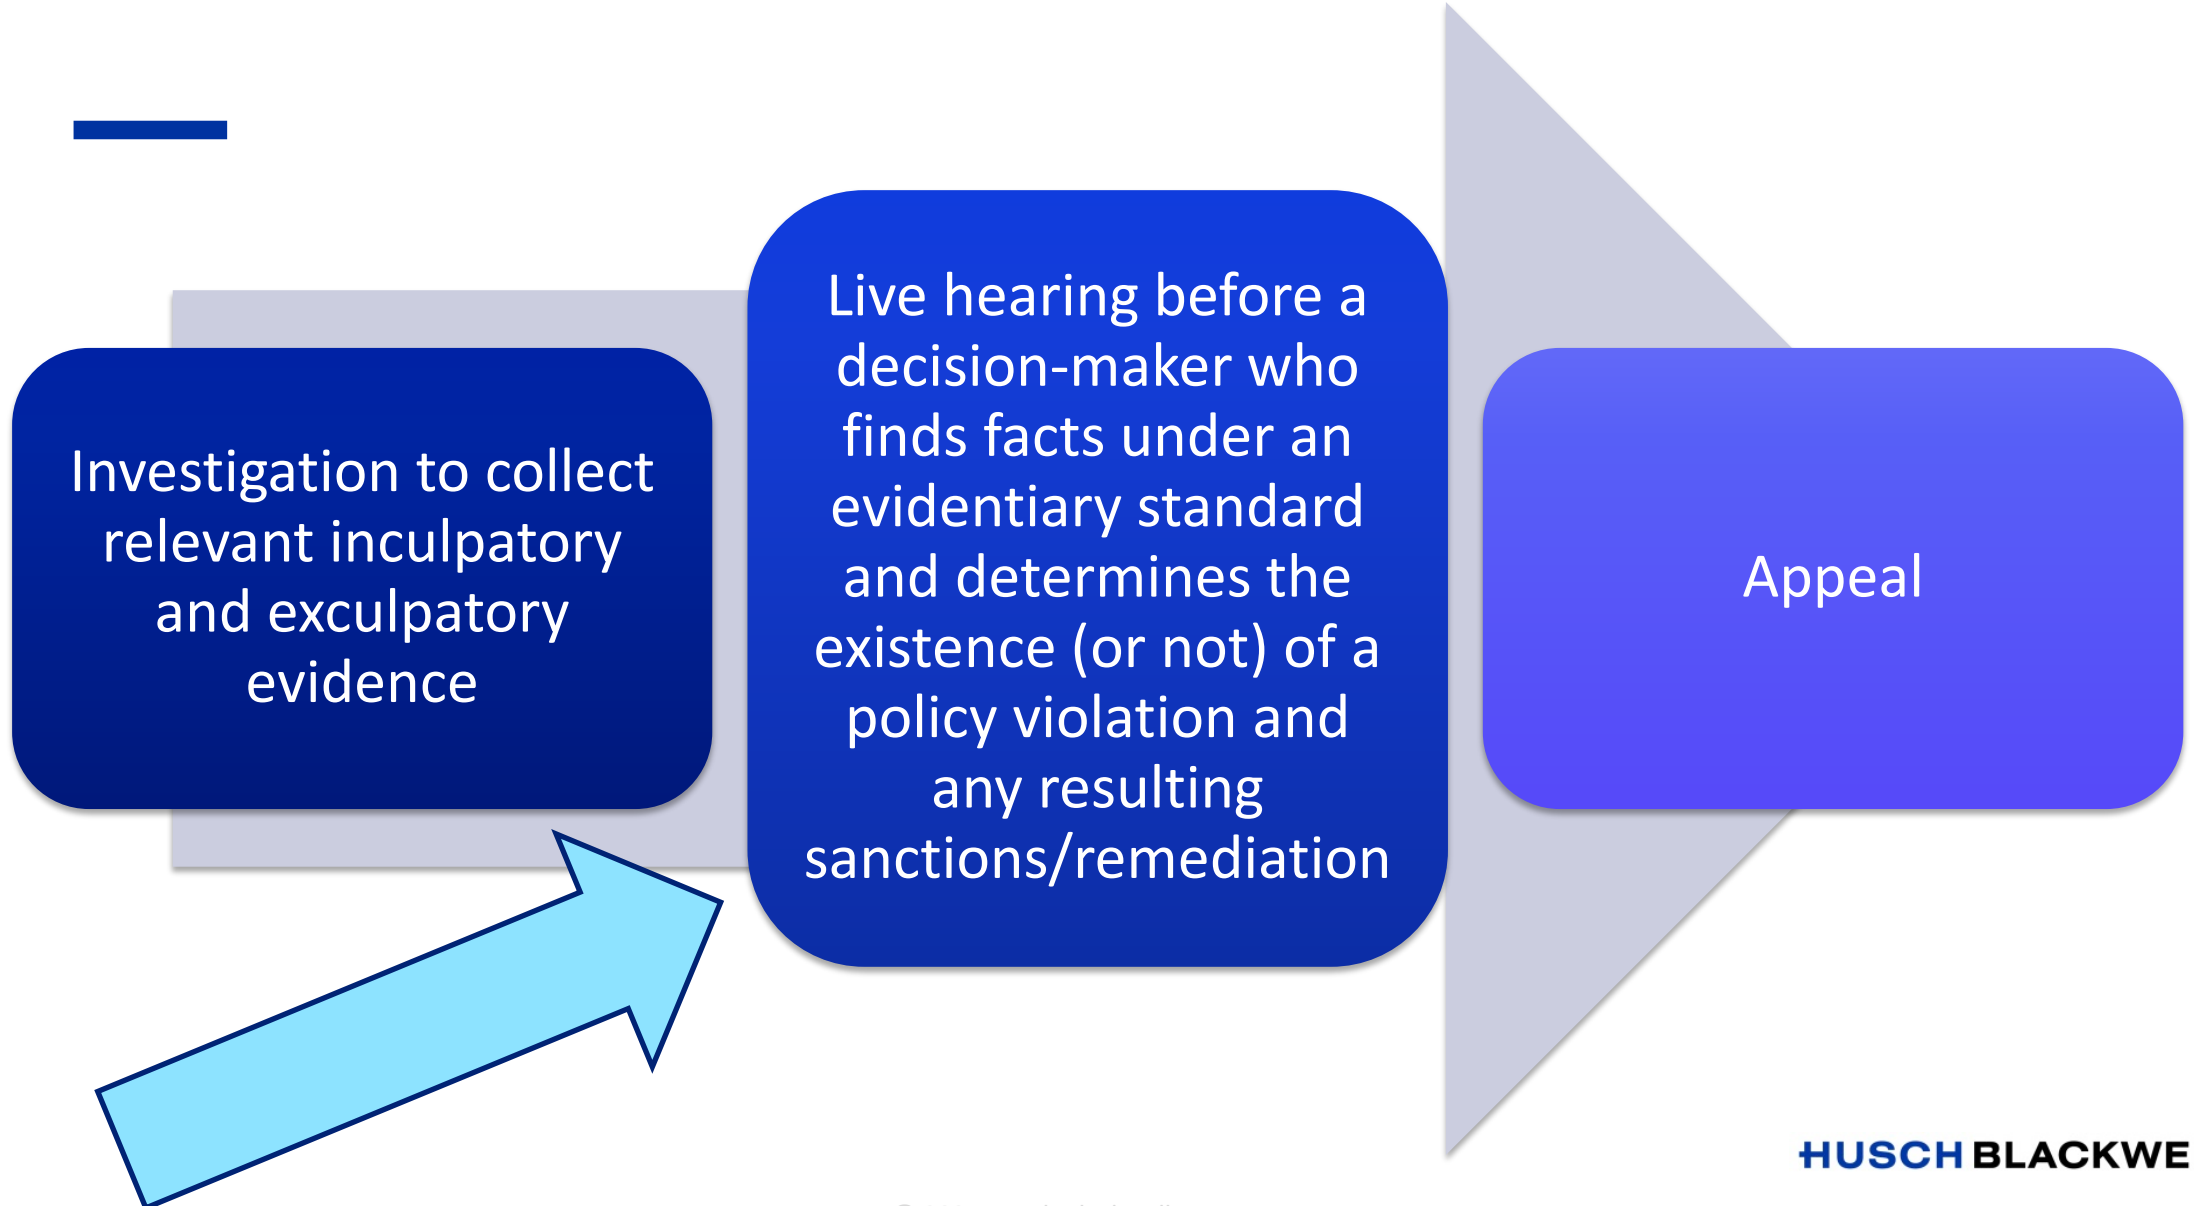 Investigation to collect
relevant inculpatory
and exculpatory
evidence
Live hearing before a
decision-maker who
finds facts under an
evidentiary standard
and determines the
existence (or not) of a
policy violation and
any resulting
sanctions/remediation
Appeal
HUSCH BLACKWE